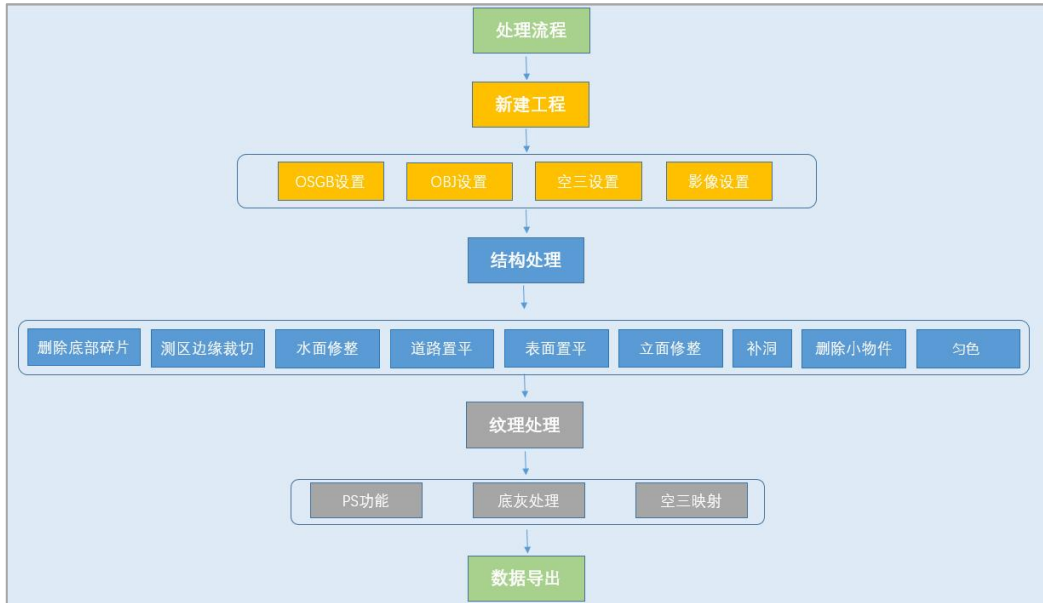 处理流程
新建工程
OSGB设置
OBJ设置
空三设置
影像设置
结构处理
删除底部碎片
测区边缘裁切
水面修整
道路置平
表面置平
立面修整
补洞
删除小物件
匀色
纹理处理
PS功能
底灰处理
空三映射
数据导出